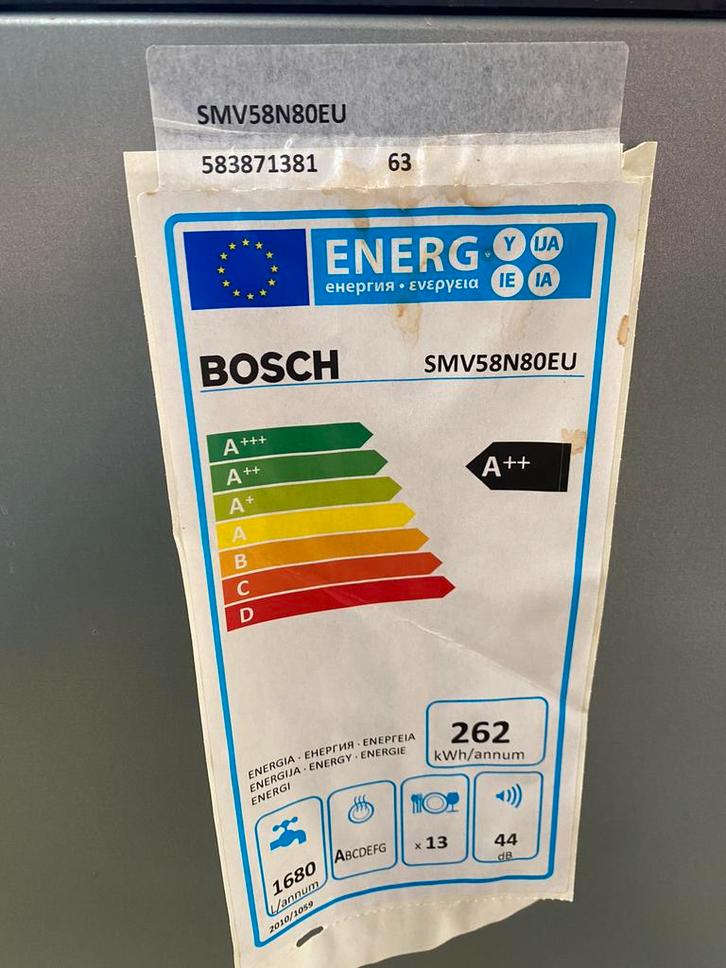 SMV58N80EU
583871381 63
ENERG Y IJA
енергия · ενεργεια IE IA
BOSCH SMV58N80EU
A+++
A++
A++
A+
A
B
C
D
262
kWh/annum
ENERGIA · ЕНЕРГИЯ · ΕΝΕΡΓΕΙΑ
ENERGIJA · ENERGY · ENERGIE
ENERGI
1680
L/annum
ABCDEFG
x 13
44
dB
2010/1059